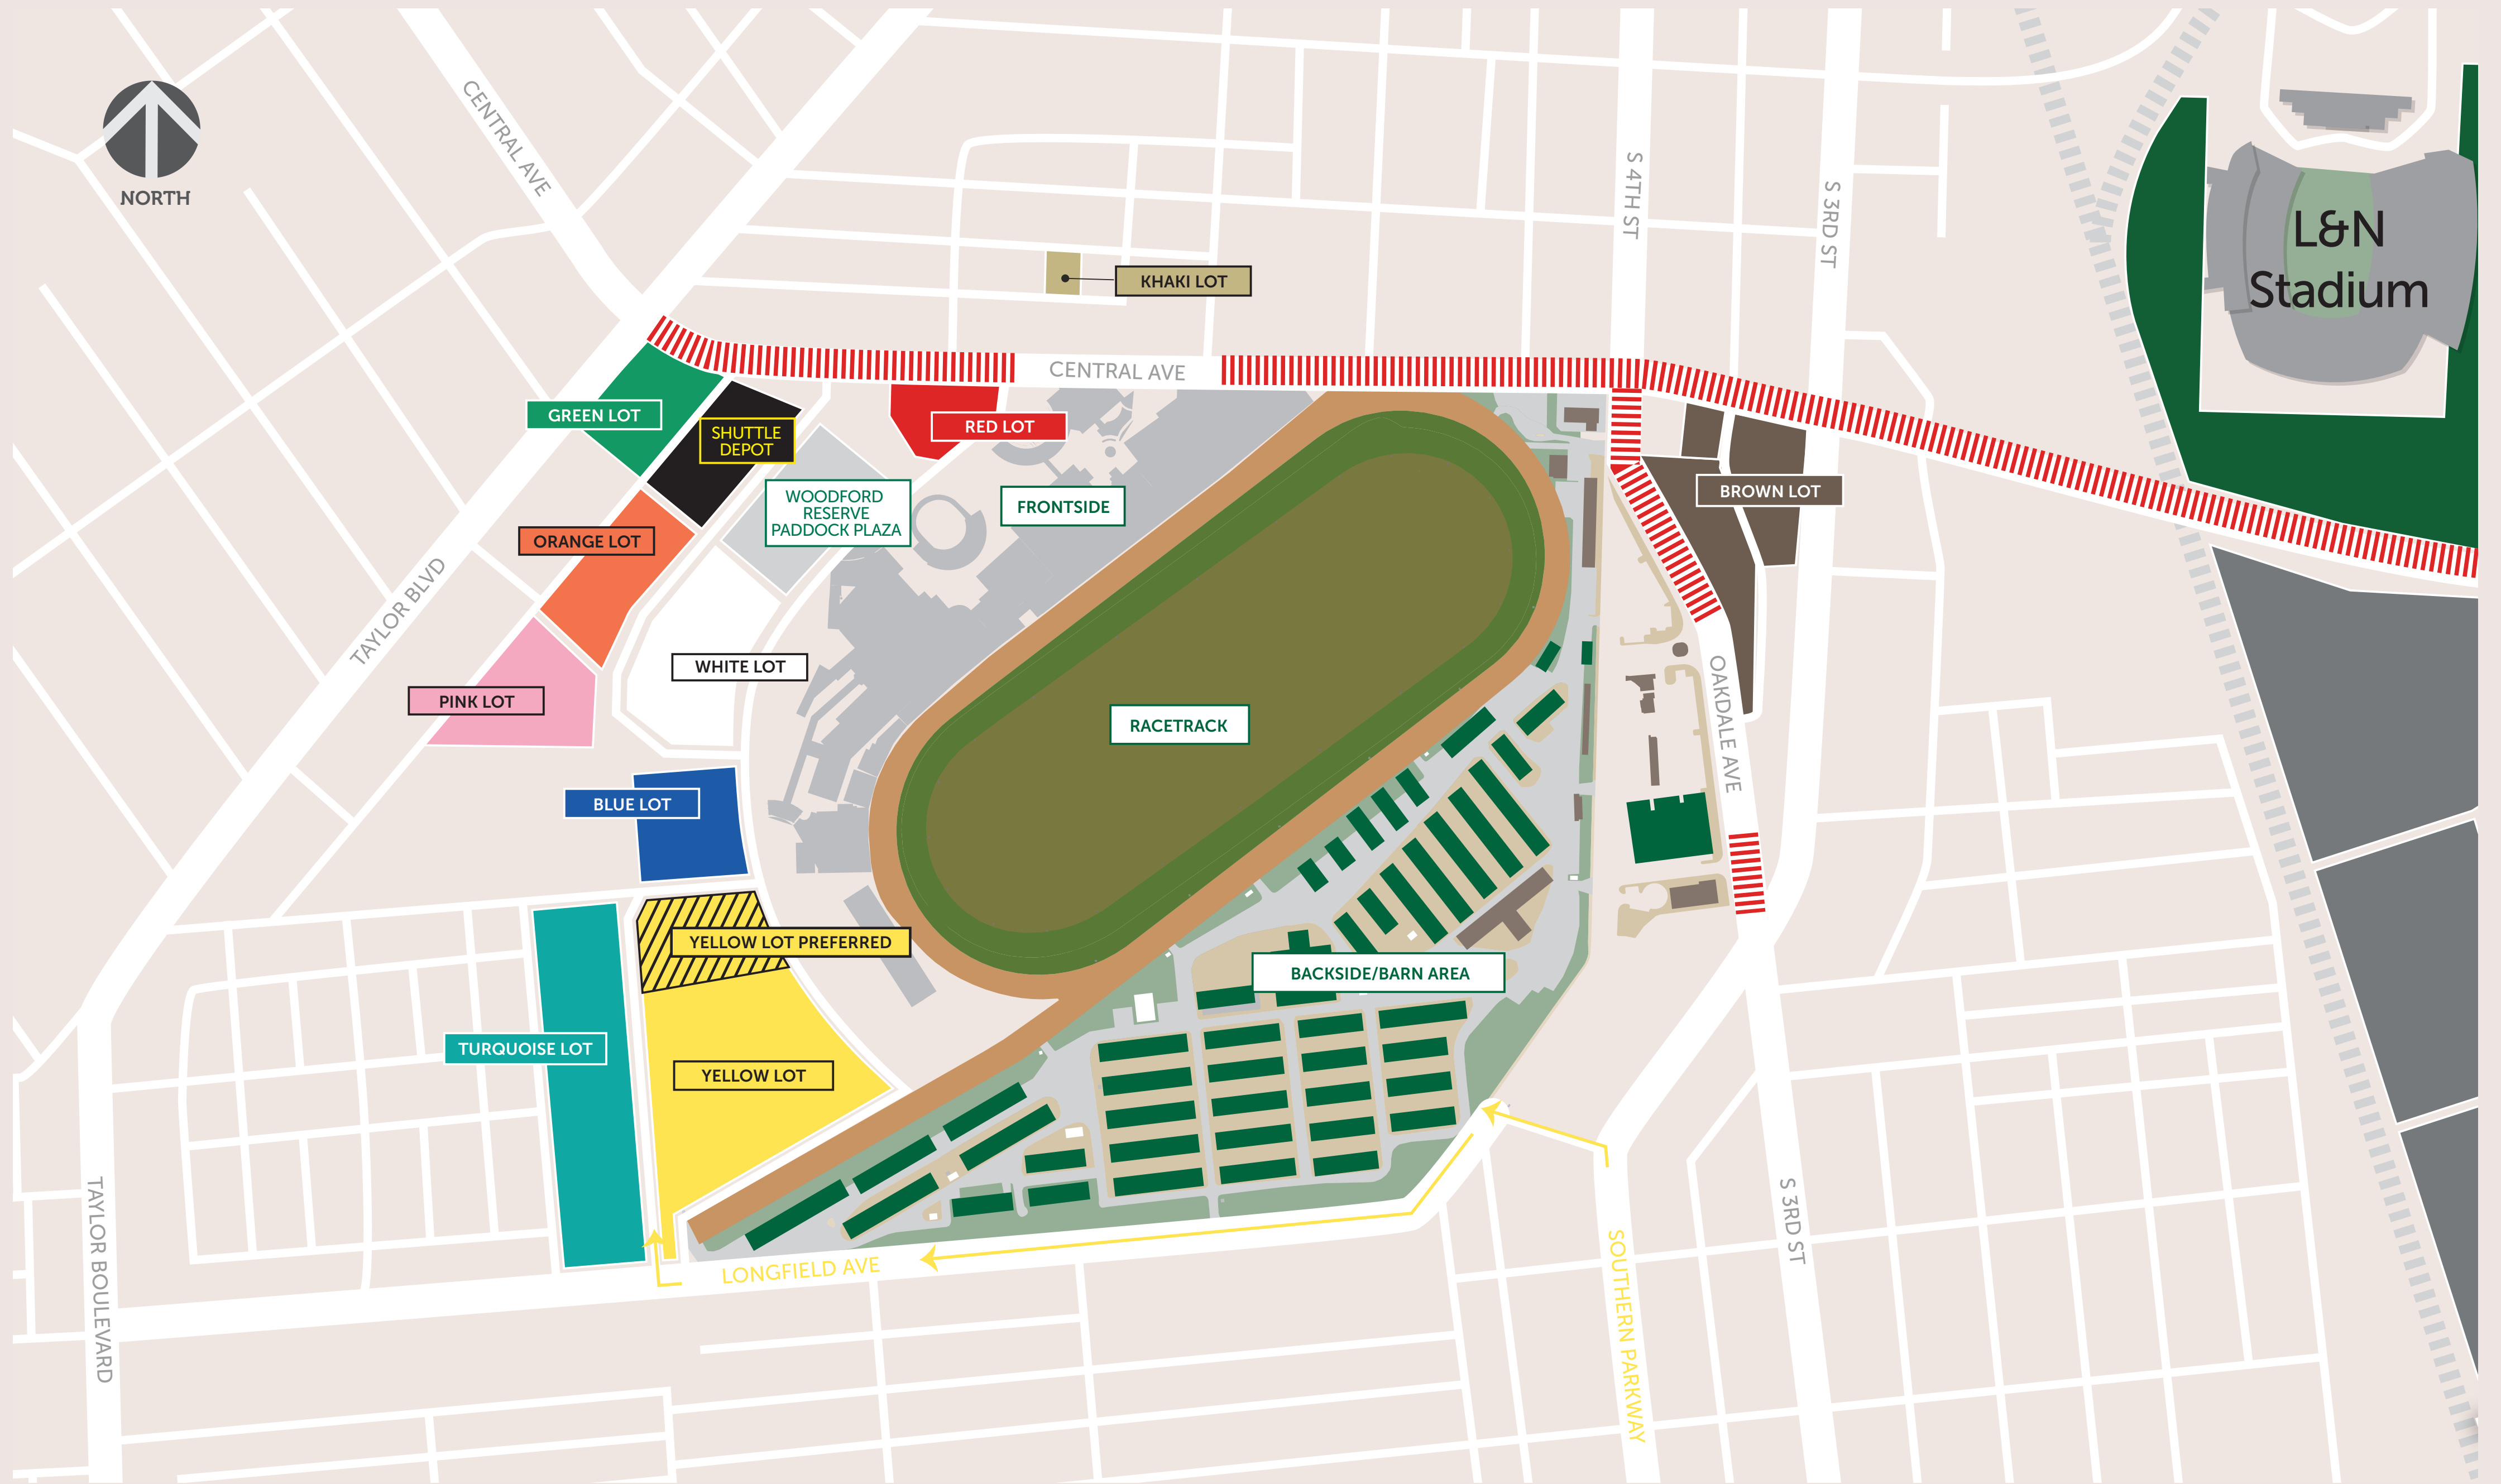 NORTH
CENTRAL AVE
S 4TH ST
S 3RD ST
L&N
Stadium
KHAKI LOT
CENTRAL AVE
GREEN LOT
SHUTTLE
DEPOT
RED LOT
WOODFORD
RESERVE
PADDOCK PLAZA
FRONTSIDE
BROWN LOT
ORANGE LOT
TAYLOR BLVD
WHITE LOT
PINK LOT
RACETRACK
OAKDALE AVE
BLUE LOT
YELLOW LOT PREFERRED
BACKSIDE/BARN AREA
TURQUOISE LOT
YELLOW LOT
TAYLOR BOULEVARD
LONGFIELD AVE
SOUTHERN PARKWAY
S 3RD ST